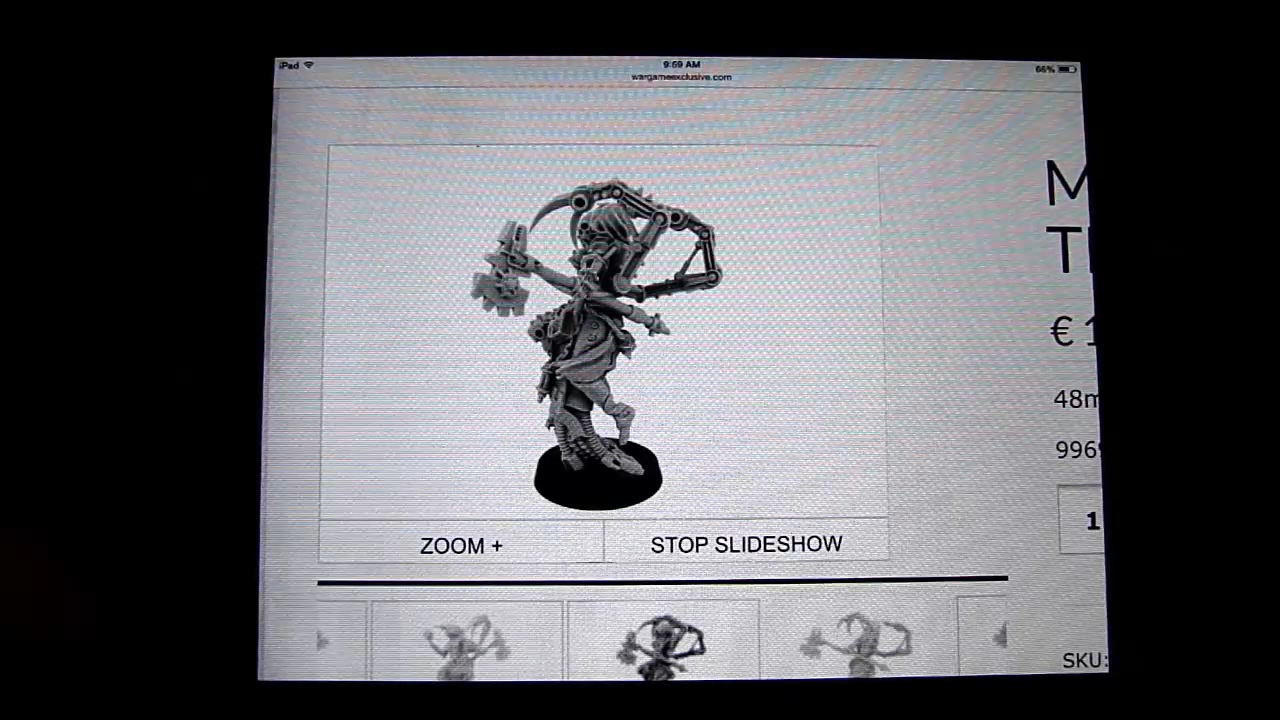 iPad
9:59 AM
66%
wargameexclusive.com
M
T
€ 1
48m
996
1
ZOOM +
STOP SLIDESHOW
SKU: